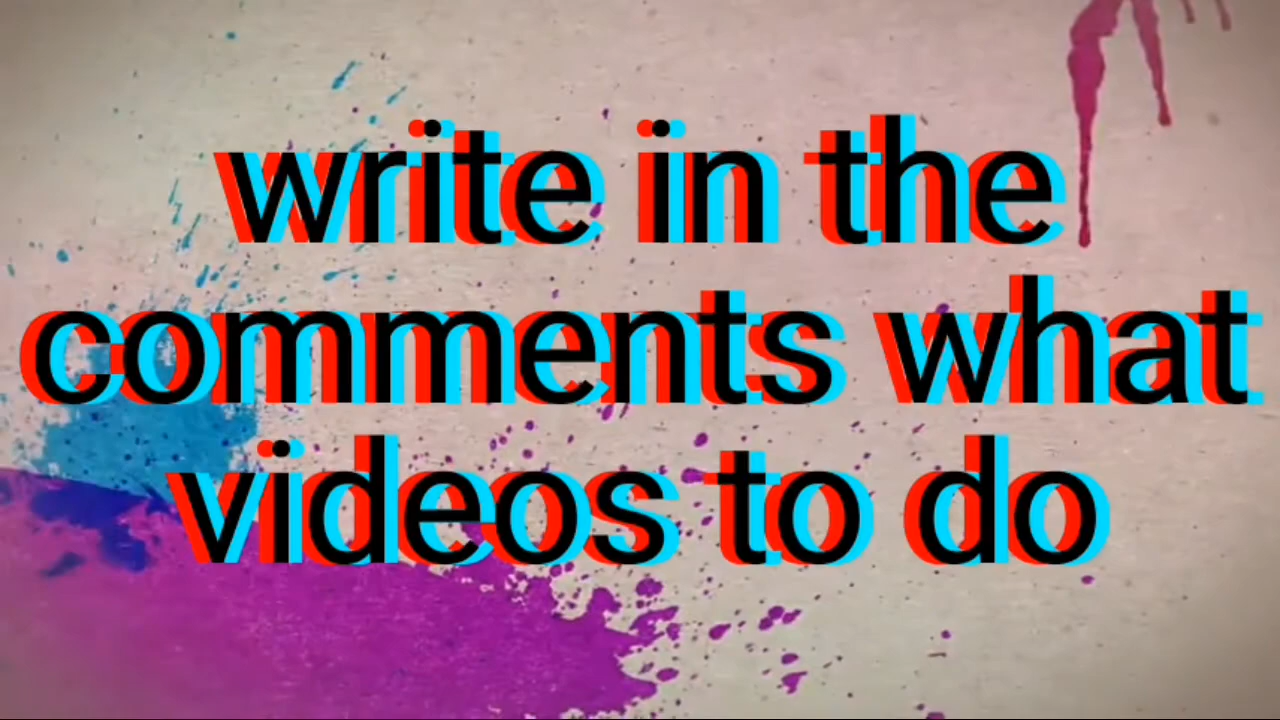 write in the
comments what
videos to do